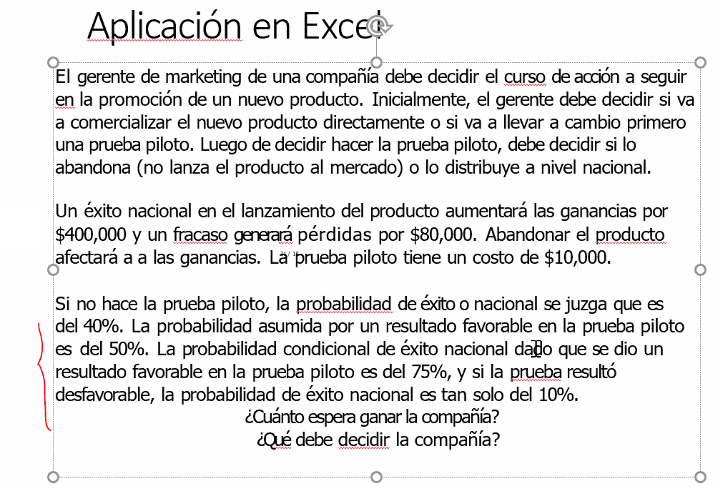 Aplicación en Excel
El gerente de marketing de una compañía debe decidir el curso de acción a seguir
en la promoción de un nuevo producto. Inicialmente, el gerente debe decidir si va
a comercializar el nuevo producto directamente o si va a llevar a cambio primero
una prueba piloto. Luego de decidir hacer la prueba piloto, debe decidir si lo
abandona (no lanza el producto al mercado) o lo distribuye a nivel nacional.
Un éxito nacional en el lanzamiento del producto aumentará las ganancias por
$400,000 y un fracaso generará pérdidas por $80,000. Abandonar el producto
afectará a a las ganancias. La prueba piloto tiene un costo de $10,000.
Si no hace la prueba piloto, la probabilidad de éxito o nacional se juzga que es
del 40%. La probabilidad asumida por un resultado favorable en la prueba piloto
es del 50%. La probabilidad condicional de éxito nacional dado que se dio un
resultado favorable en la prueba piloto es del 75%, y si la prueba resultó
desfavorable, la probabilidad de éxito nacional es tan solo del 10%.
¿Cuánto espera ganar la compañía?
¿Qué debe decidir la compañía?